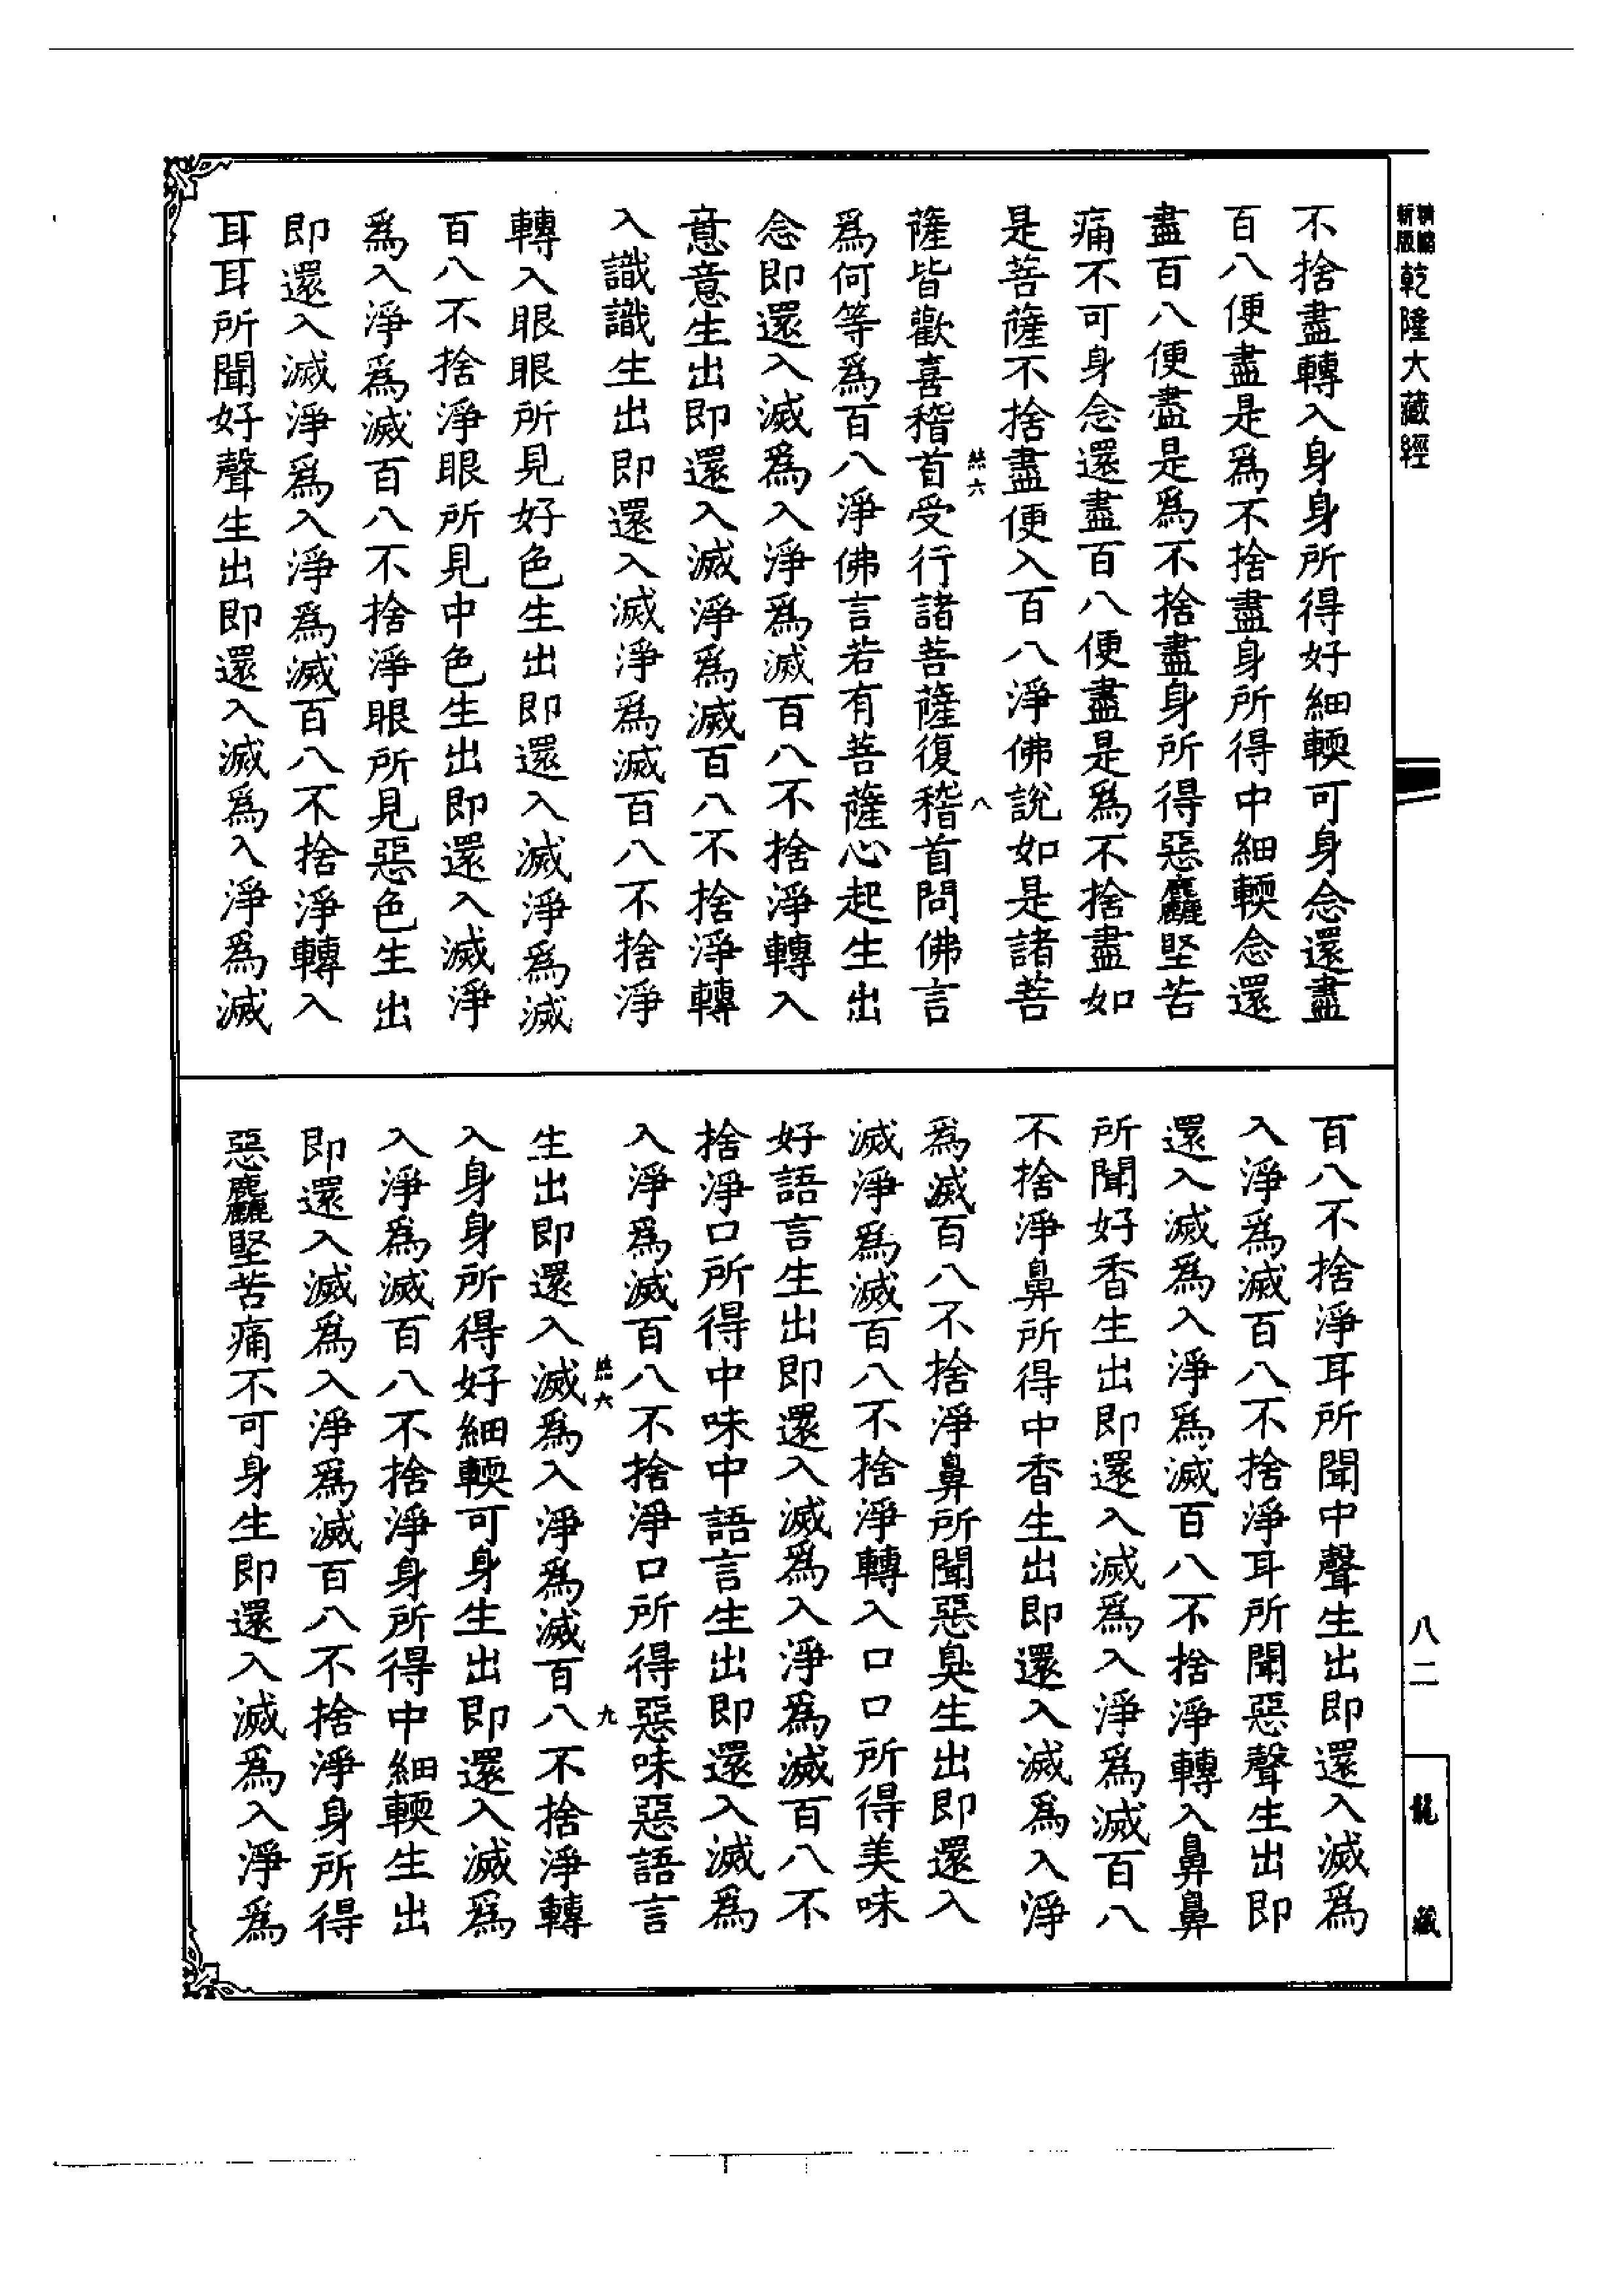 精縮
新版
乾隆大藏經
不捨盡轉入身身所得好細輭可身念還盡
百八便盡是爲不捨盡身所得中細輭念還
盡百八便盡是爲不捨盡身所得惡麤堅苦
痛不可身念還盡百八便盡是爲不捨盡如
是菩薩不捨盡便入百八淨佛說如是諸菩
絲六 八
薩皆歡喜稽首受行諸菩薩復稽首問佛言
爲何等爲百八淨佛言若有菩薩心起生出
念即還入滅爲入淨爲滅百八不捨淨轉入
意意生出即還入滅淨爲滅百八不捨淨轉
入識識生出即還入滅淨爲滅百八不捨淨
轉入眼眼所見好色生出即還入滅淨爲滅
百八不捨淨眼所見中色生出即還入滅淨
爲入淨爲滅百八不捨淨眼所見惡色生出
即還入滅淨爲入淨爲滅百八不捨淨轉入
耳耳所聞好聲生出即還入滅爲入淨爲滅
百八不捨淨耳所聞中聲生出即還入滅爲
入淨爲滅百八不捨淨耳所聞惡聲生出即
還入滅爲入淨爲滅百八不捨淨轉入鼻鼻
所聞好香生出即還入滅爲入淨爲滅百八
不捨淨鼻所得中香生出即還入滅爲入淨
爲滅百八不捨淨鼻所聞惡臭生出即還入
滅淨爲滅百八不捨淨轉入口口所得美味
好語言生出即還入滅爲入淨爲滅百八不
捨淨口所得中味中語言生出即還入滅爲
入淨爲滅百八不捨淨口所得惡味惡語言
絲六 九
生出即還入滅爲入淨爲滅百八不捨淨轉
入身身所得好細輭可身生出即還入滅爲
入淨爲滅百八不捨淨身所得中細輭生出
即還入滅爲入淨爲滅百八不捨淨身所得
惡麤堅苦痛不可身生即還入滅爲入淨爲
八二
龍藏